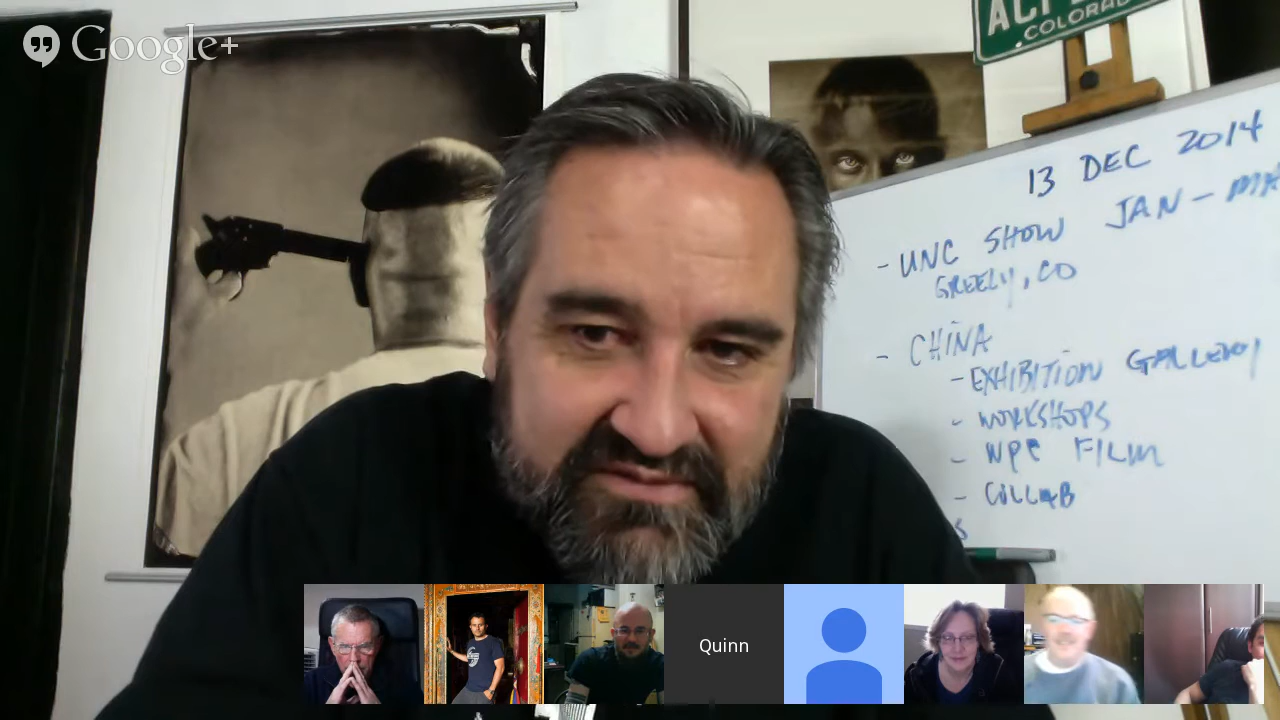 Google+
COLORADO
13 DEC 2014
- UNC SHOW JAN -
GREELY, CO
- CHINA
- EXHIBITION GALLERY
- WORKSHOPS
- WPC FILM
- COLLAB
Quinn